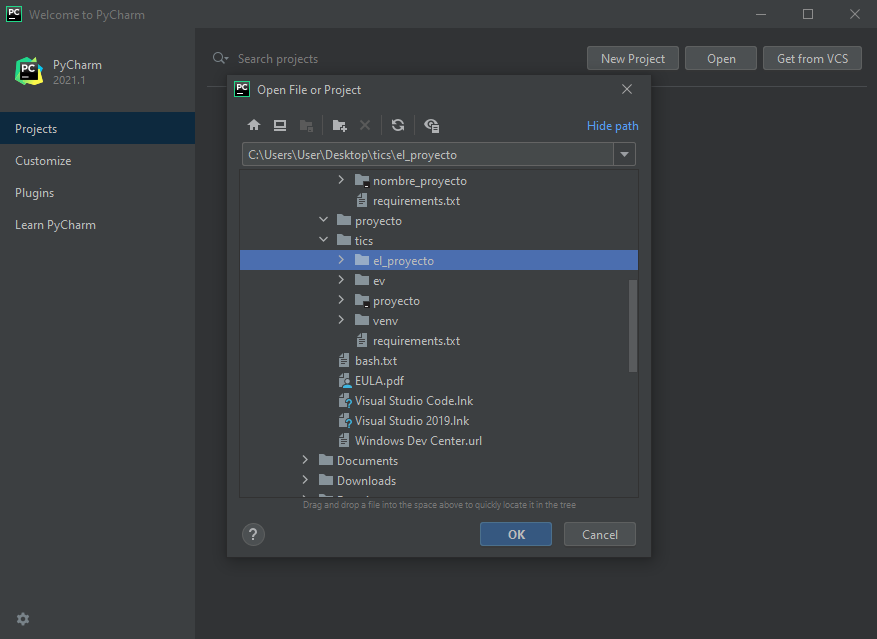 PC Welcome to PyCharm
PC PyCharm
2021.1
Projects
Customize
Plugins
Learn PyCharm
Search projects
New Project Open Get from VCS
PC Open File or Project
Hide path
C:\Users\User\Desktop\tics\el_proyecto
nombre_proyecto
requirements.txt
proyecto
tics
el_proyecto
ev
proyecto
venv
requirements.txt
bash.txt
EULA.pdf
Visual Studio Code.lnk
Visual Studio 2019.lnk
Windows Dev Center.url
Documents
Downloads
Drag and drop a file into the space above to quickly locate it in the tree
? OK Cancel